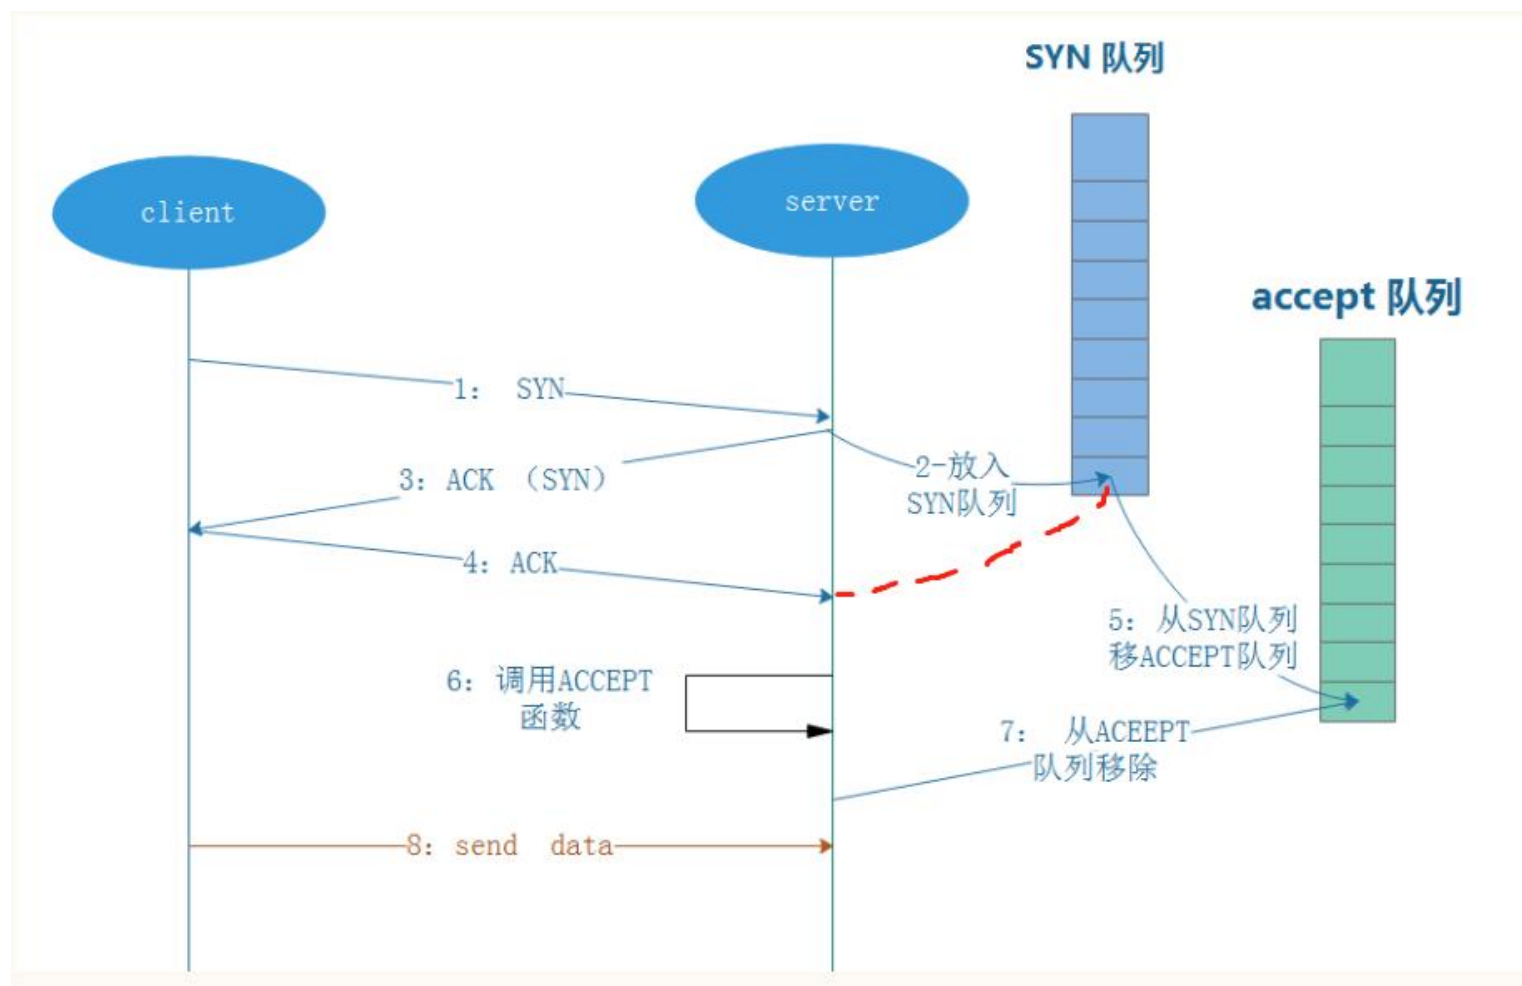 SYN 队列
client
server
accept 队列
1： SYN
2-放入
SYN队列
3：ACK （SYN）
4：ACK
5：从SYN队列
移ACCEPT队列
6：调用ACCEPT
函数
7： 从ACEEPT
队列移除
8：send data